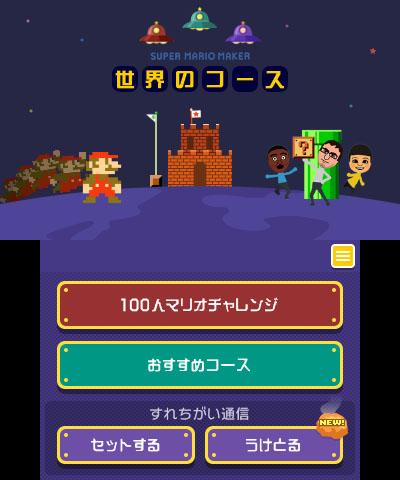 SUPER MARIO MAKER
世界のコース
?
100人マリオチャレンジ
おすすめコース
すれちがい通信
NEW!
セットする
うけとる